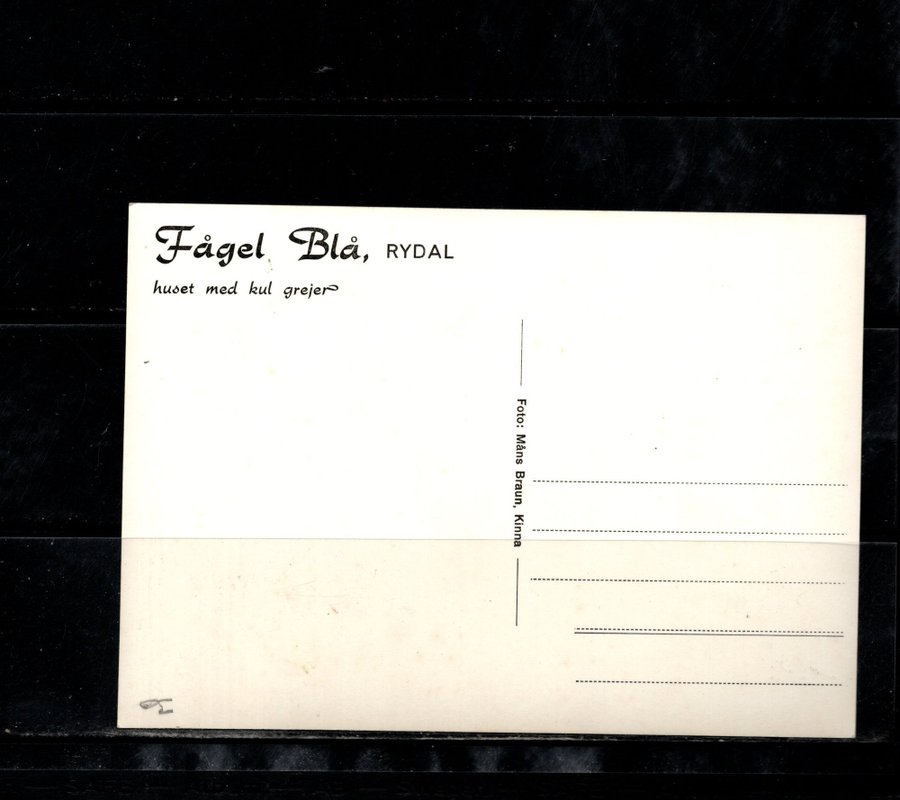 Fågel Blå, RYDAL
huset med kul grejer
Foto: Måns Braun, Kinna